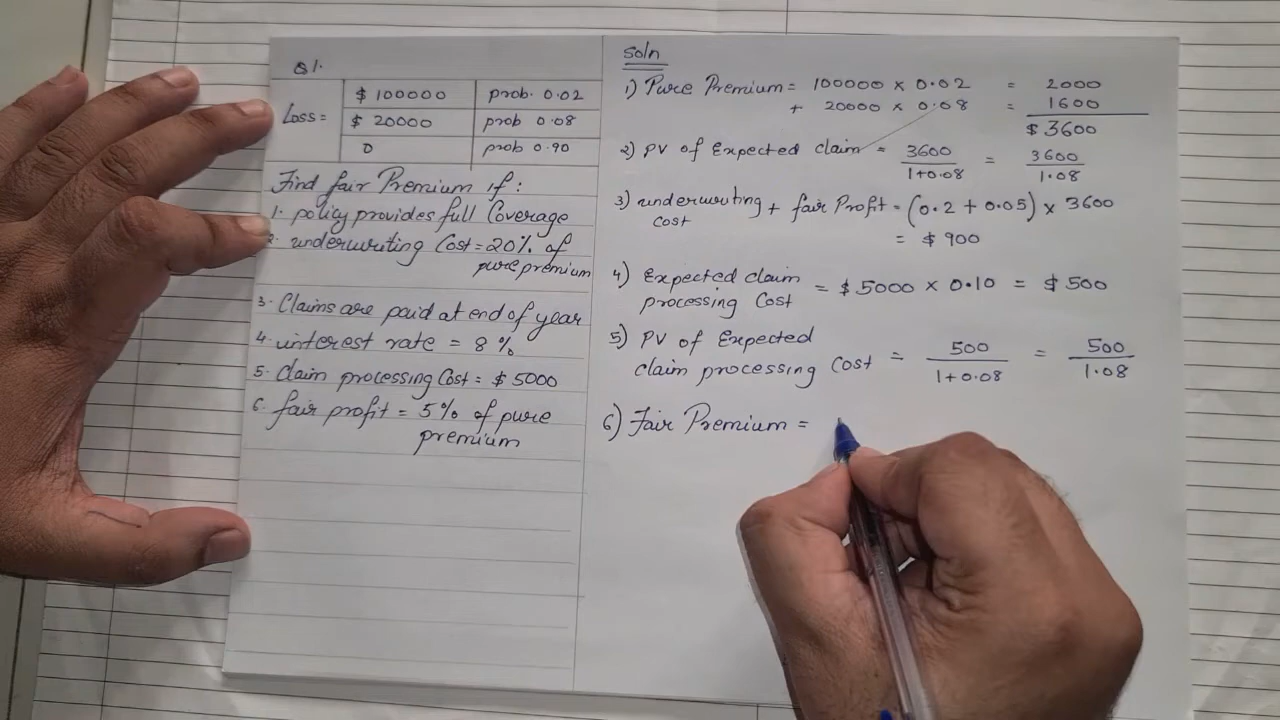 Q1.
Loss = $ 100000 prob. 0.02
$ 20000 prob 0.08
0 prob 0.90
Find fair Premium if:
1. policy provides full Coverage
2. underwriting Cost = 20% of
pure premium
3. Claims are paid at end of year
4. interest rate = 8 %
5. Claim processing Cost = $ 5000
6. fair profit = 5% of pure
premium
Soln
1) Pure Premium = 100000 × 0.02 = 2000
+ 20000 × 0.08 = 1600
$ 3600
2) PV of Expected claim = 3600 / 1+0.08 = 3600 / 1.08
3) underwriting + fair Profit = (0.2 + 0.05) × 3600
cost
= $ 900
4) Expected claim
processing Cost = $ 5000 × 0.10 = $ 500
5) PV of Expected
claim processing Cost = 500 / 1+0.08 = 500 / 1.08
6) Fair Premium =